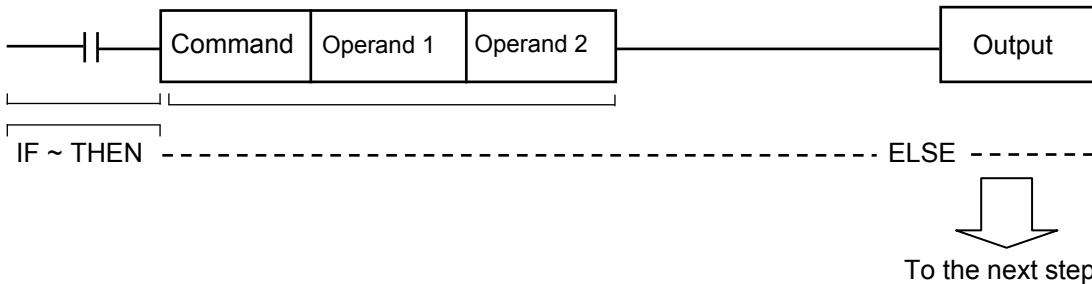 Command Operand 1 Operand 2 Output
IF ~ THEN ELSE
To the next step